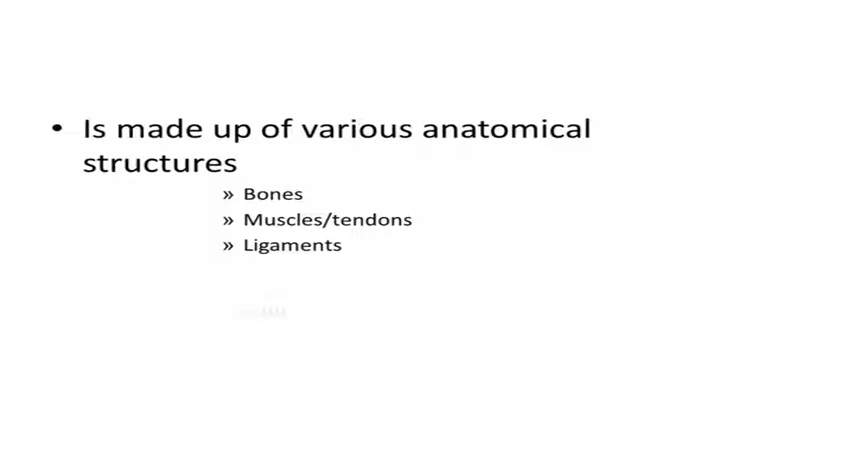 • Is made up of various anatomical
structures
» Bones
» Muscles/tendons
» Ligaments